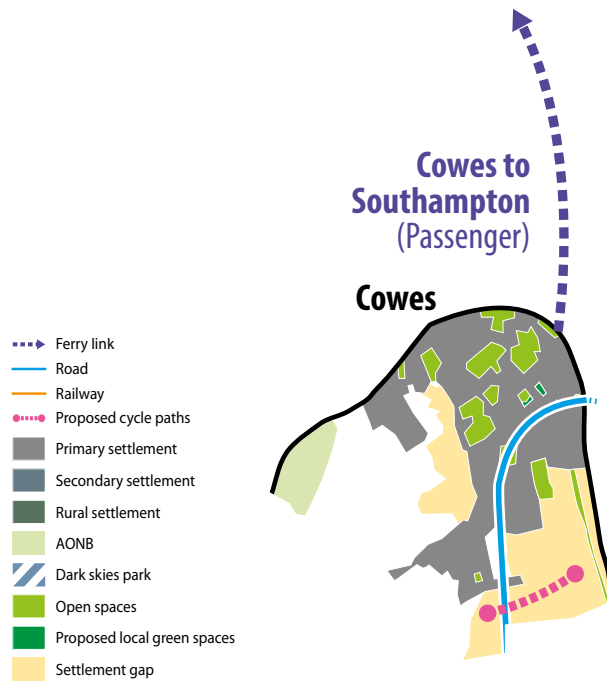 Cowes to
Southampton
(Passenger)
Cowes
Ferry link
Road
Railway
Proposed cycle paths
Primary settlement
Secondary settlement
Rural settlement
AONB
Dark skies park
Open spaces
Proposed local green spaces
Settlement gap